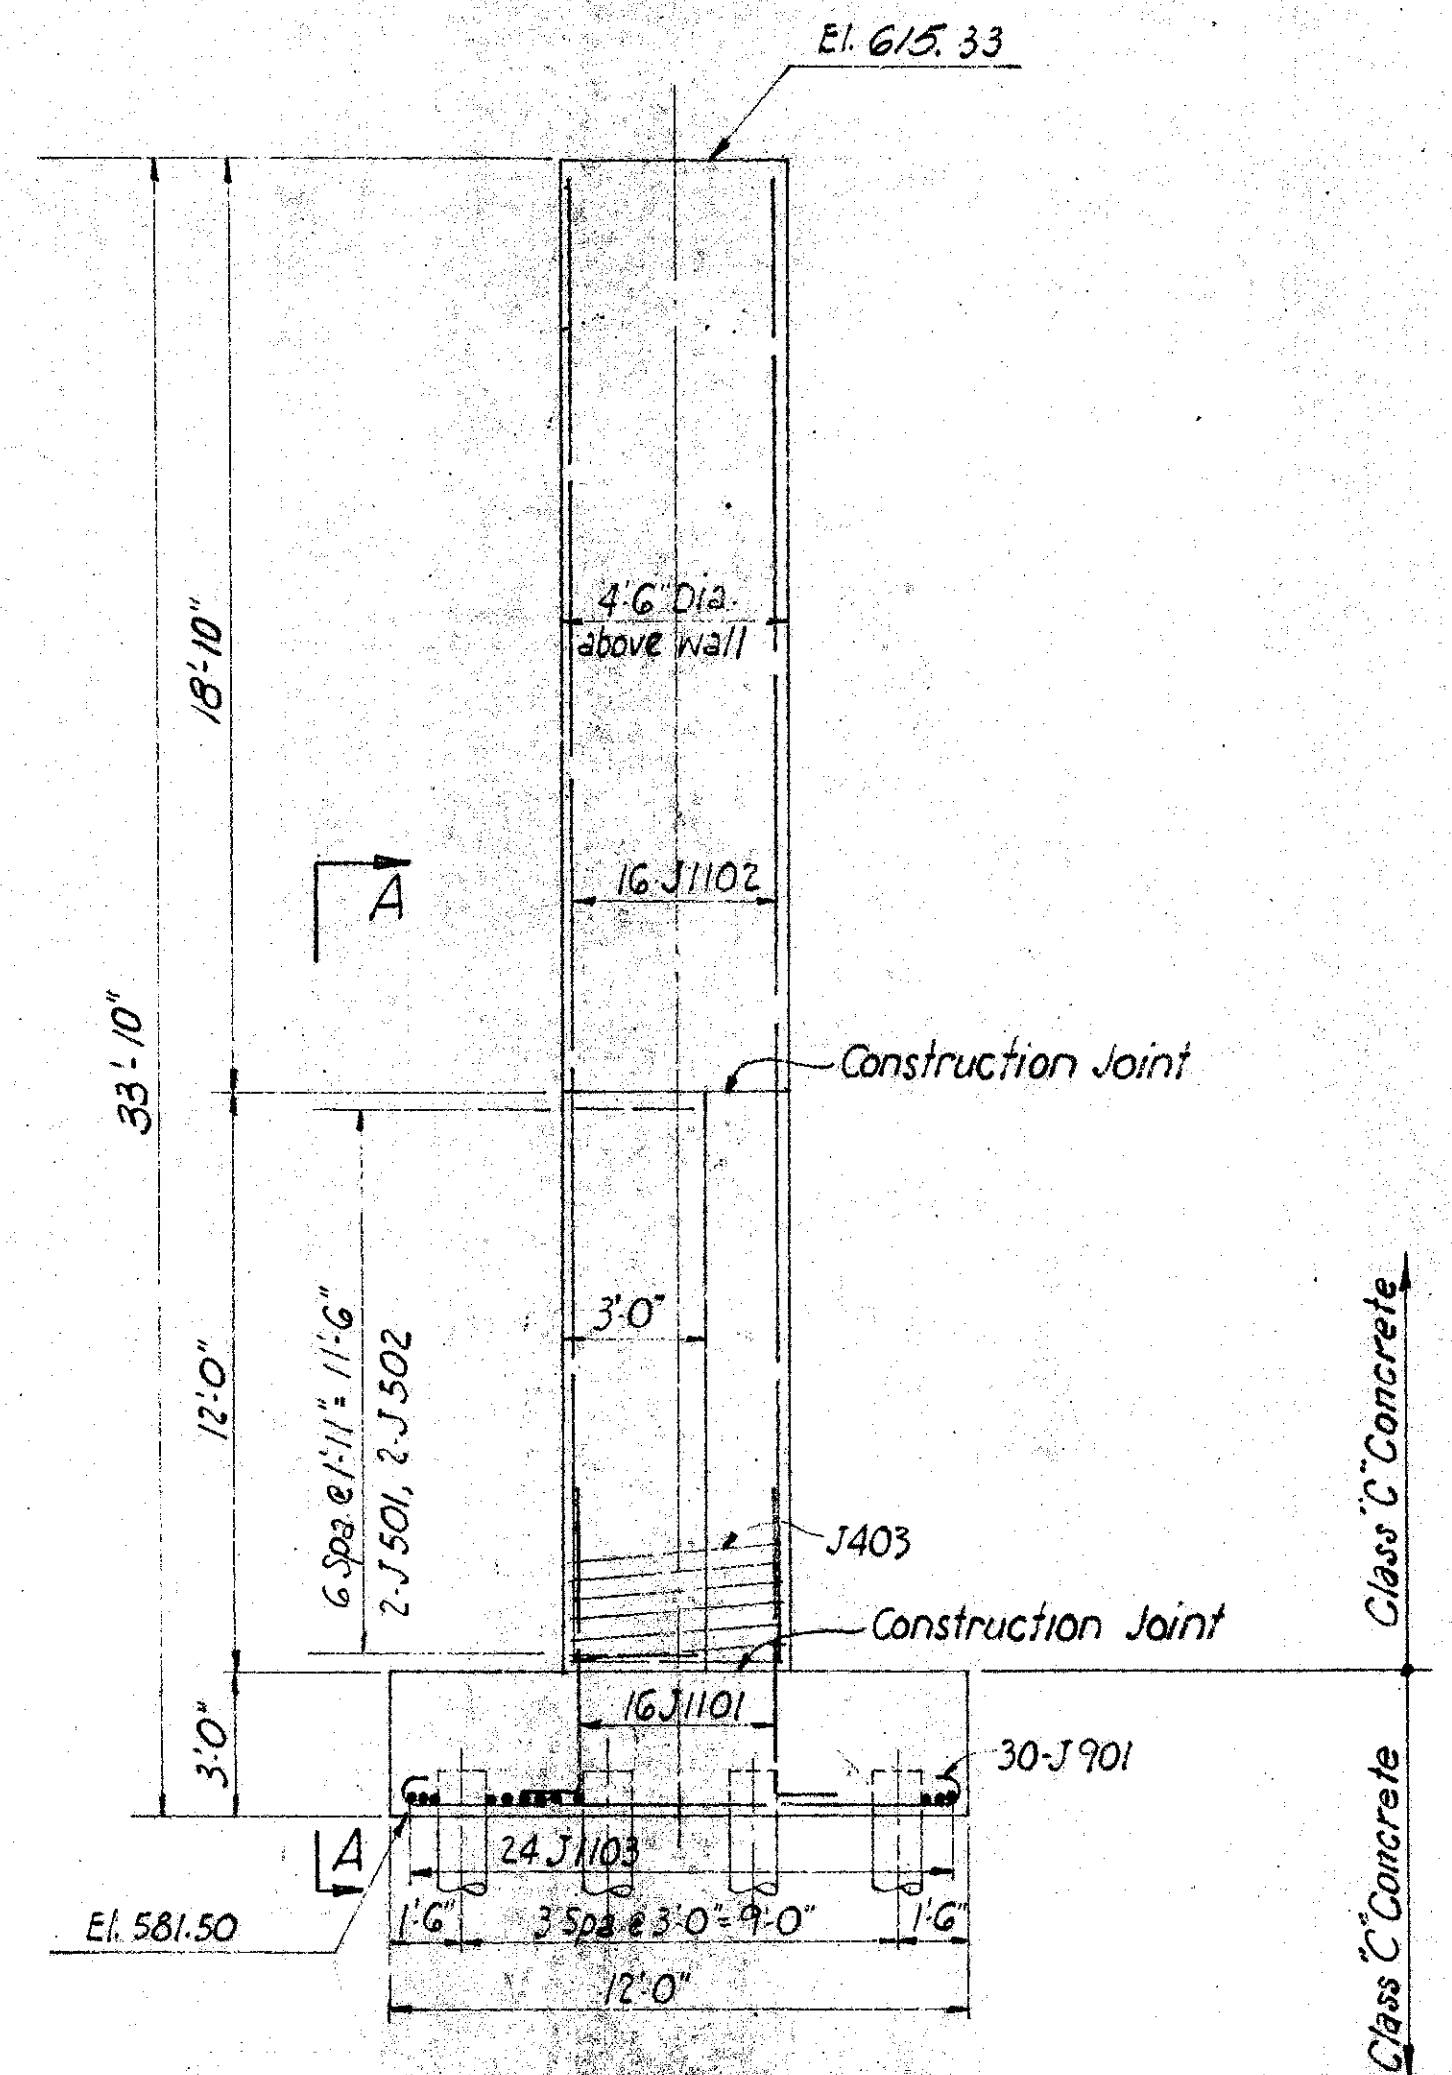 El. 615.33
18'-10"
4'-6" Dia.
above wall
16-J1102
A
33'-10"
Construction Joint
3'-0"
12'-0"
6 Spa. @ 1'-11" = 11'-6"
2-J501, 2-J502
J403
Construction Joint
Class "C" Concrete
16J1101
3'-0"
30-J901
A
24 J1103
El. 581.50
1'-6"
3 Spa @ 3'-0" = 9'-0"
1'-6"
12'-0"
Class "C" Concrete